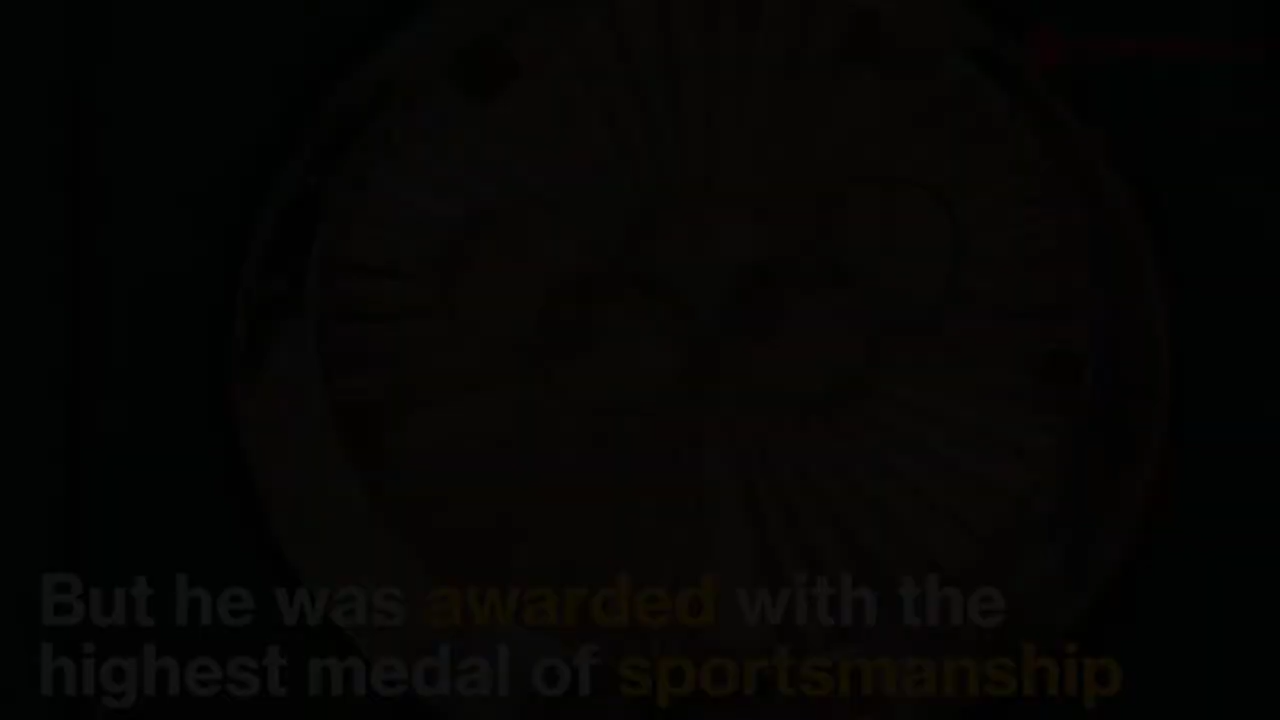 But he was awarded with the
highest medal of sportsmanship